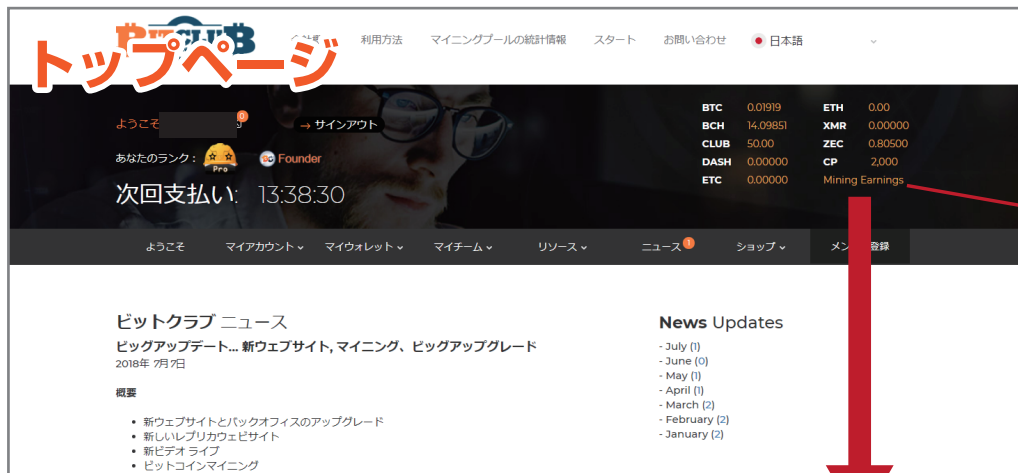 BITCLUB
利用方法 マイニングプールの統計情報 スタート お問い合わせ 日本語
トップページ
ようこそ 0
→ サインアウト
あなたのランク : Pro Founder
次回支払い: 13:38:30
BTC 0.01919 ETH 0.00
BCH 14.09851 XMR 0.00000
CLUB 50.00 ZEC 0.80500
DASH 0.00000 CP 2,000
ETC 0.00000 Mining Earnings
ようこそ マイアカウント マイウォレット マイチーム リソース ニュース 1 ショップ メン 登録
ビットクラブ ニュース
ビッグアップデート... 新ウェブサイト, マイニング、ビッグアップグレード
2018年 7月7日
概要
• 新ウェブサイトとバックオフィスのアップグレード
• 新しいレプリカウェビサイト
• 新ビデオ ライブ
• ビットコインマイニング
News Updates
- July (1)
- June (0)
- May (1)
- April (1)
- March (2)
- February (2)
- January (2)